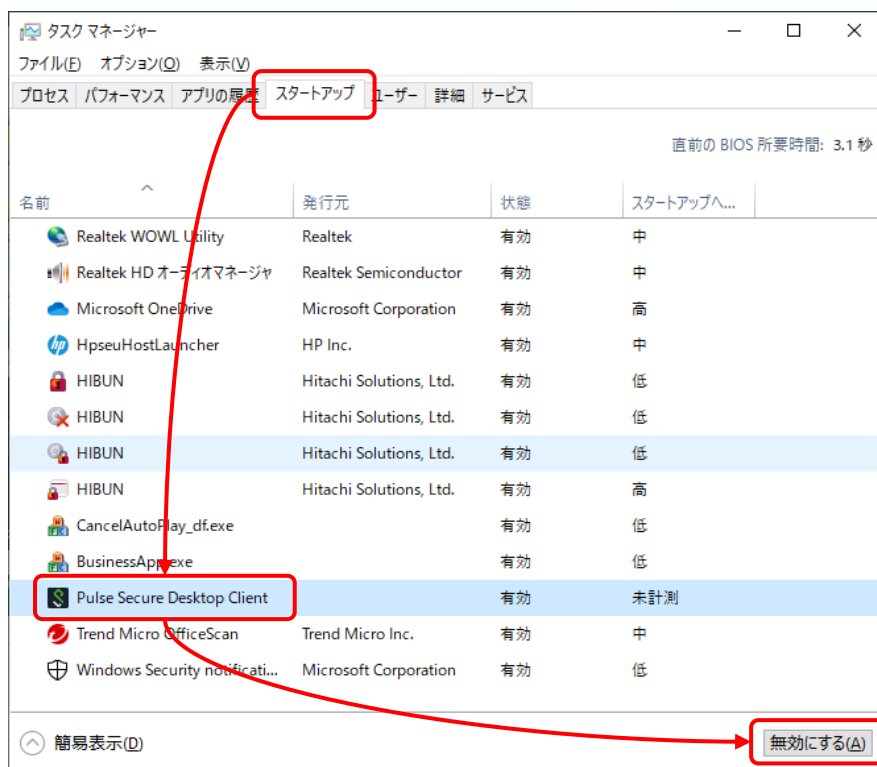 タスク マネージャー
ファイル(F) オプション(O) 表示(V)
プロセス パフォーマンス アプリの履歴 スタートアップ ユーザー 詳細 サービス
直前の BIOS 所要時間: 3.1 秒
名前 発行元 状態 スタートアップへ...
Realtek WOWL Utility Realtek 有効 中
Realtek HD オーディオマネージャ Realtek Semiconductor 有効 中
Microsoft OneDrive Microsoft Corporation 有効 高
HpseuHostLauncher HP Inc. 有効 中
HIBUN Hitachi Solutions, Ltd. 有効 低
HIBUN Hitachi Solutions, Ltd. 有効 低
HIBUN Hitachi Solutions, Ltd. 有効 低
HIBUN Hitachi Solutions, Ltd. 有効 高
CancelAutoPlay_df.exe 有効 低
BusinessApp.exe 有効 低
Pulse Secure Desktop Client 有効 未計測
Trend Micro OfficeScan Trend Micro Inc. 有効 中
Windows Security notificati... Microsoft Corporation 有効 低
簡易表示(D) 無効にする(A)